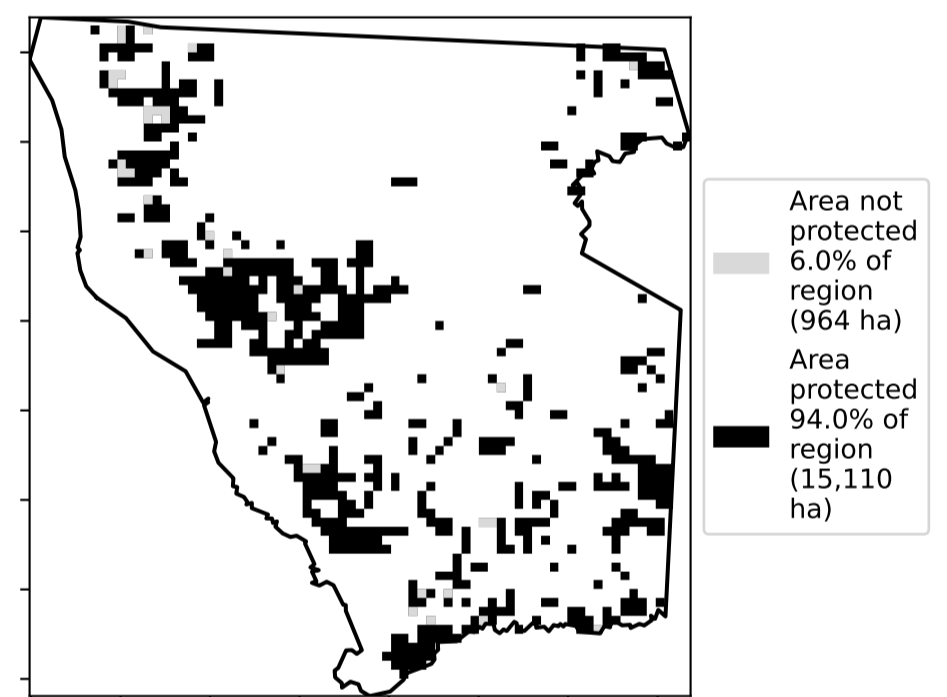 Area not
protected
6.0% of
region
(964 ha)
Area
protected
94.0% of
region
(15,110
ha)